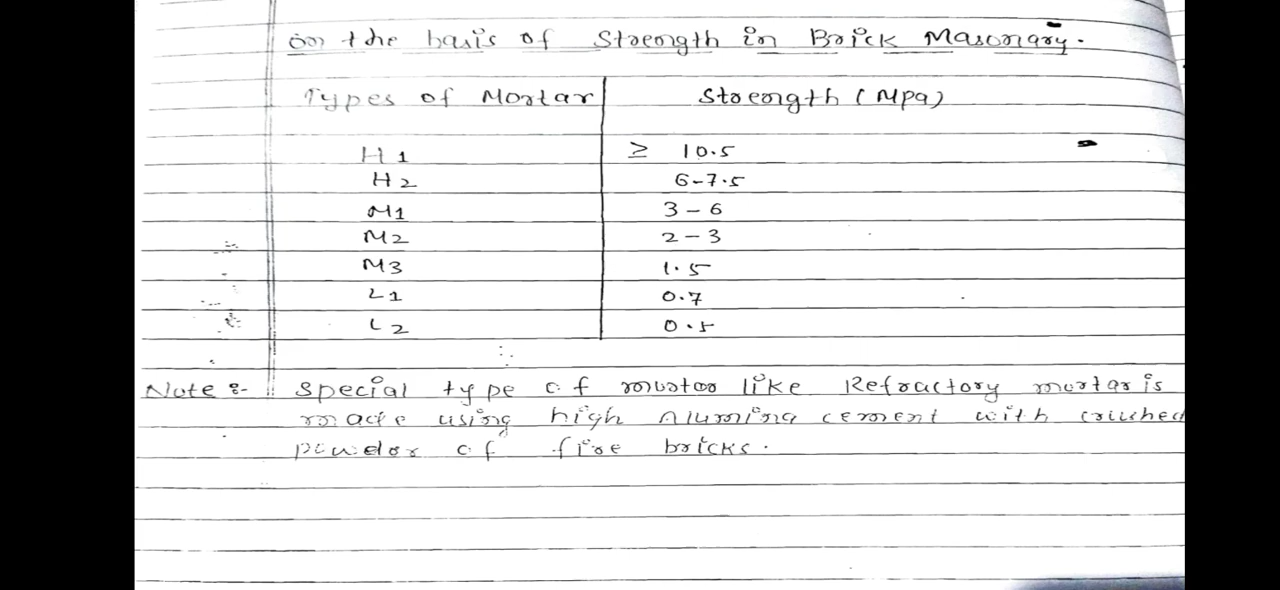 on the basis of Strength in Brick Masonary.
Types of Mortar Strength (Mpa)
H1 ≥ 10.5
H2 6-7.5
M1 3-6
M2 2-3
M3 1.5
L1 0.7
L2 0.5
Note :- Special type of mortar like Refractory mortar is
made using high Alumina cement with crushed
powder of fire bricks.